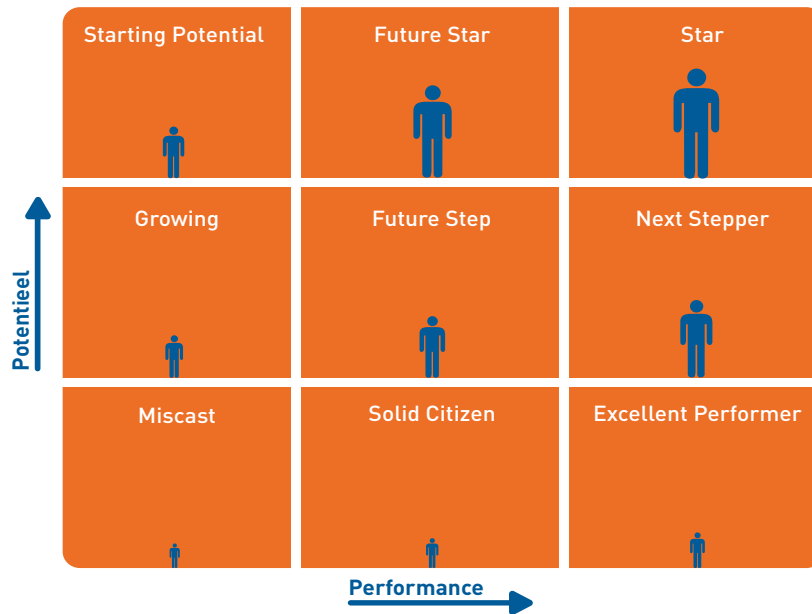 Starting Potential
Future Star
Star
Growing
Future Step
Next Stepper
Potentieel
Miscast
Solid Citizen
Excellent Performer
Performance